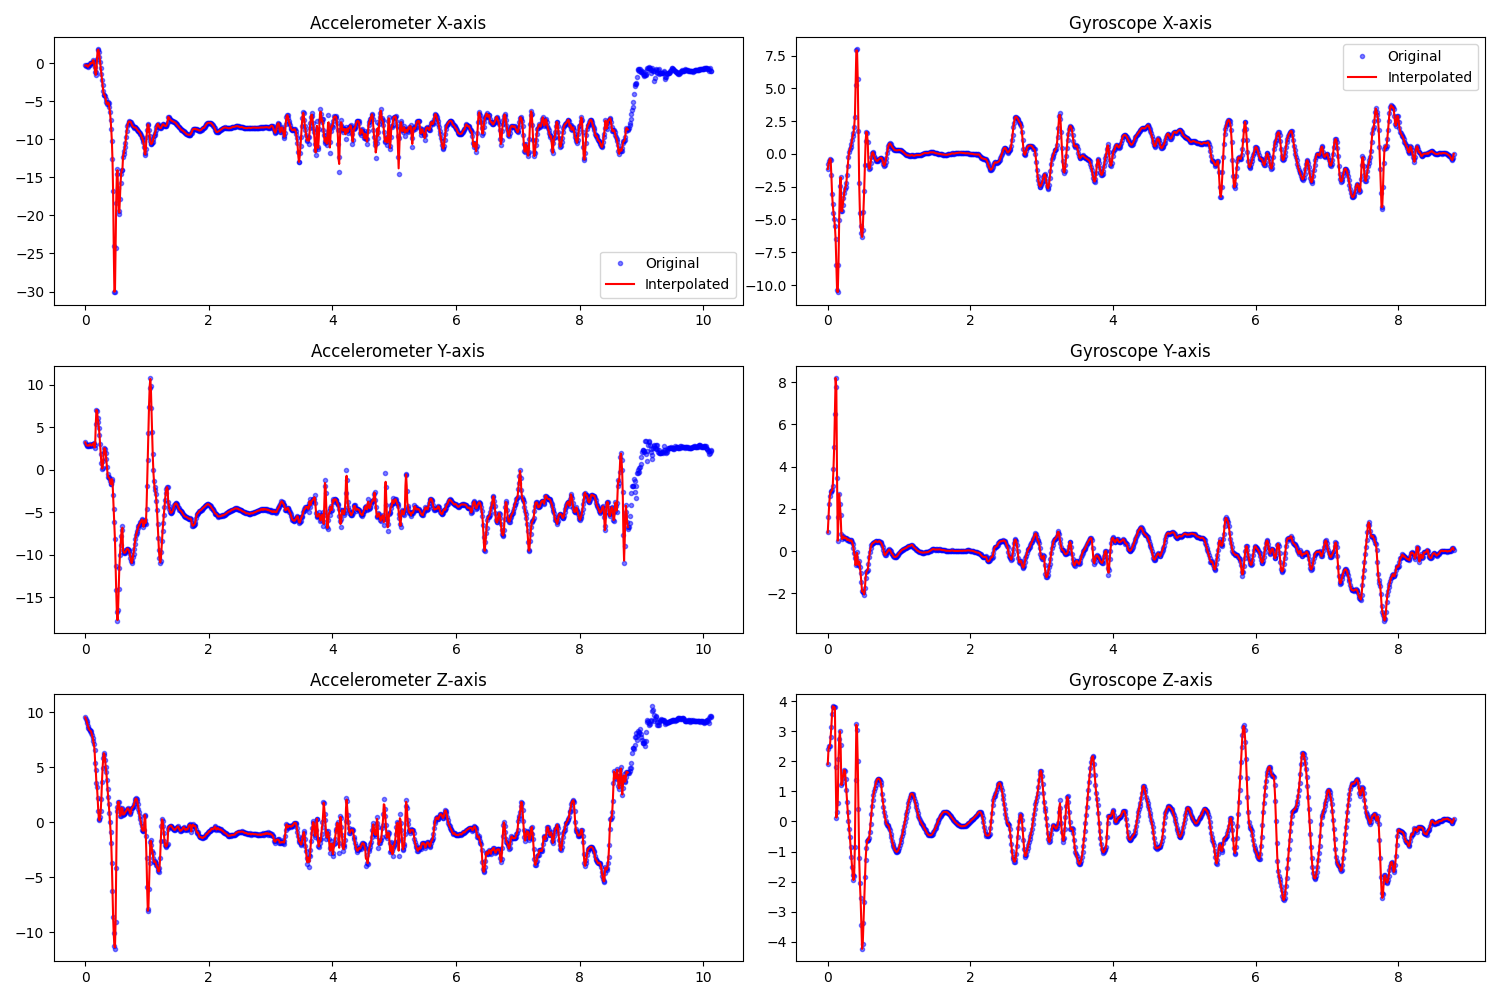 Accelerometer X-axis
0
−5
−10
−15
−20
−25
−30
0 2 4 6 8 10
Original
Interpolated
Gyroscope X-axis
7.5
5.0
2.5
0.0
−2.5
−5.0
−7.5
−10.0
0 2 4 6 8
Original
Interpolated
Accelerometer Y-axis
10
5
0
−5
−10
−15
0 2 4 6 8 10
Gyroscope Y-axis
8
6
4
2
0
−2
0 2 4 6 8
Accelerometer Z-axis
10
5
0
−5
−10
0 2 4 6 8 10
Gyroscope Z-axis
4
3
2
1
0
−1
−2
−3
−4
0 2 4 6 8